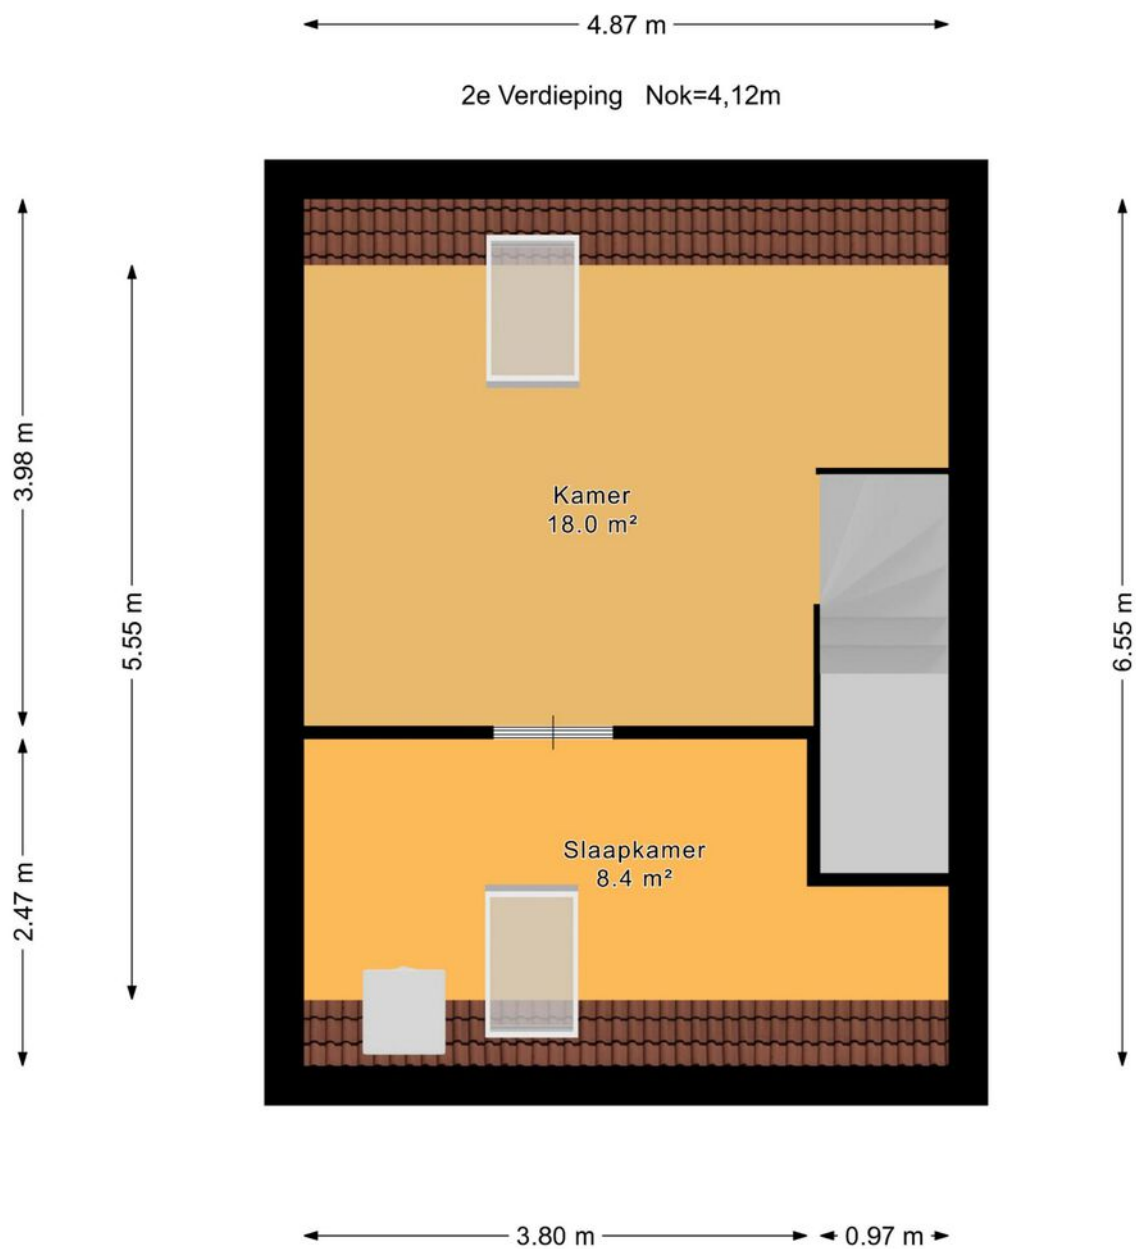 4.87 m
2e Verdieping Nok=4,12m
3.98 m
5.55 m
6.55 m
Kamer
18.0 m²
Slaapkamer
8.4 m²
2.47 m
3.80 m
0.97 m